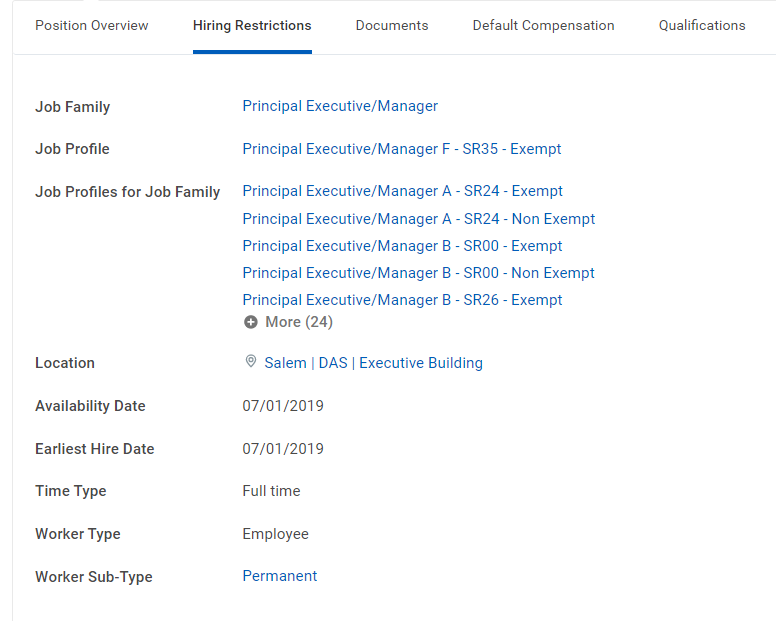 Position Overview Hiring Restrictions Documents Default Compensation Qualifications
Job Family Principal Executive/Manager
Job Profile Principal Executive/Manager F - SR35 - Exempt
Job Profiles for Job Family Principal Executive/Manager A - SR24 - Exempt
Principal Executive/Manager A - SR24 - Non Exempt
Principal Executive/Manager B - SR00 - Exempt
Principal Executive/Manager B - SR00 - Non Exempt
Principal Executive/Manager B - SR26 - Exempt
More (24)
Location Salem | DAS | Executive Building
Availability Date 07/01/2019
Earliest Hire Date 07/01/2019
Time Type Full time
Worker Type Employee
Worker Sub-Type Permanent